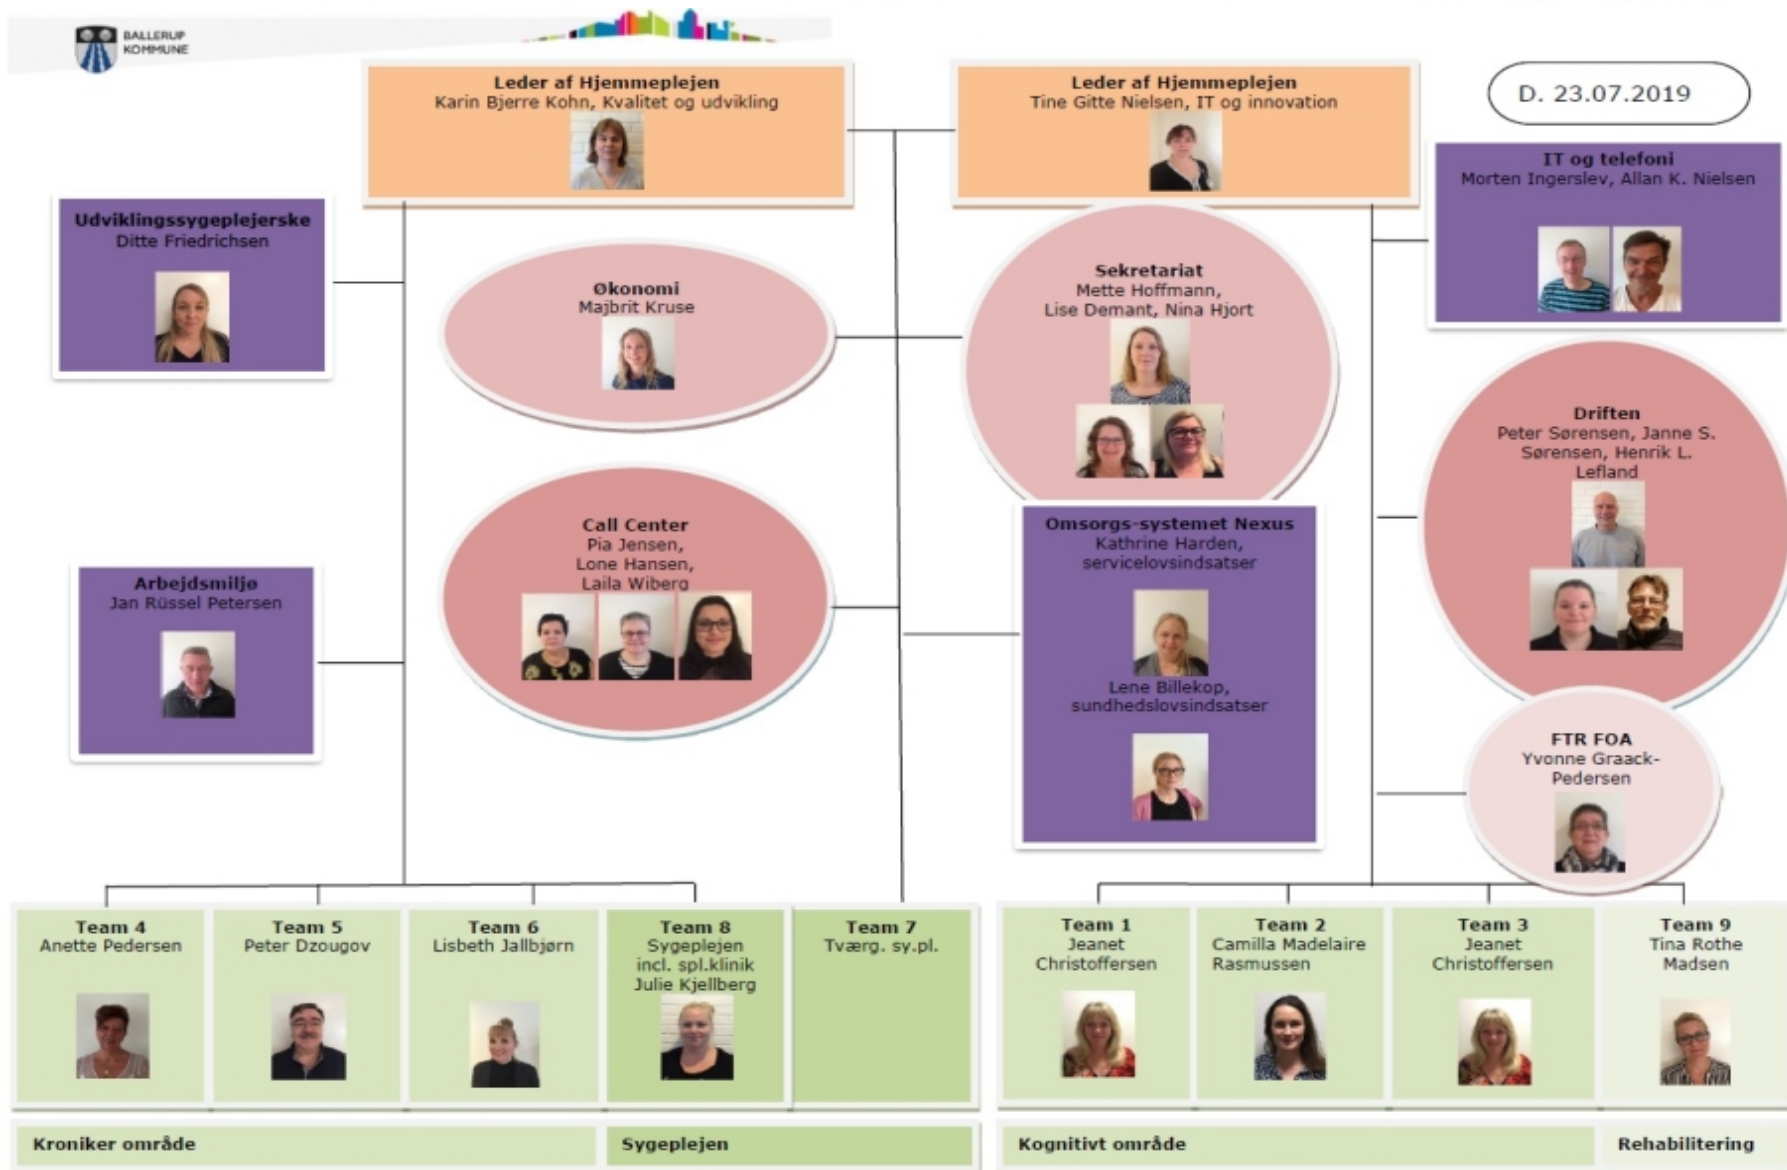 BALLERUP
KOMMUNE
Leder af Hjemmeplejen
Karin Bjerre Kohn, Kvalitet og udvikling
Leder af Hjemmeplejen
Tine Gitte Nielsen, IT og innovation
D. 23.07.2019
IT og telefoni
Morten Ingerslev, Allan K. Nielsen
Udviklingssygeplejerske
Ditte Friedrichsen
Økonomi
Majbrit Kruse
Sekretariat
Mette Hoffmann,
Lise Demant, Nina Hjort
Driften
Peter Sørensen, Janne S.
Sørensen, Henrik L.
Lefland
Call Center
Pia Jensen,
Lone Hansen,
Laila Wiberg
Omsorgs-systemet Nexus
Kathrine Harden,
servicelovsindsatser
Lene Billekop,
sundhedslovsindsatser
Arbejdsmiljø
Jan Rüssel Petersen
FTR FOA
Yvonne Graack-
Pedersen
Team 4
Anette Pedersen
Team 5
Peter Dzougov
Team 6
Lisbeth Jallbjørn
Team 8
Sygeplejen
incl. spl.klinik
Julie Kjellberg
Team 7
Tværg. sy.pl.
Team 1
Jeanet
Christoffersen
Team 2
Camilla Madelaire
Rasmussen
Team 3
Jeanet
Christoffersen
Team 9
Tina Rothe
Madsen
Kroniker område
Sygeplejen
Kognitivt område
Rehabilitering